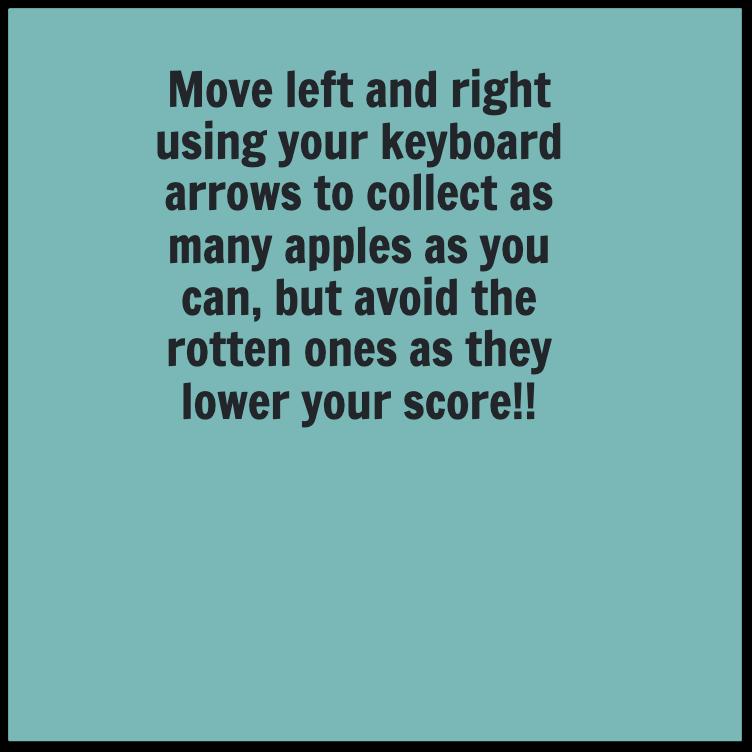 Move left and right
using your keyboard
arrows to collect as
many apples as you
can, but avoid the
rotten ones as they
lower your score!!